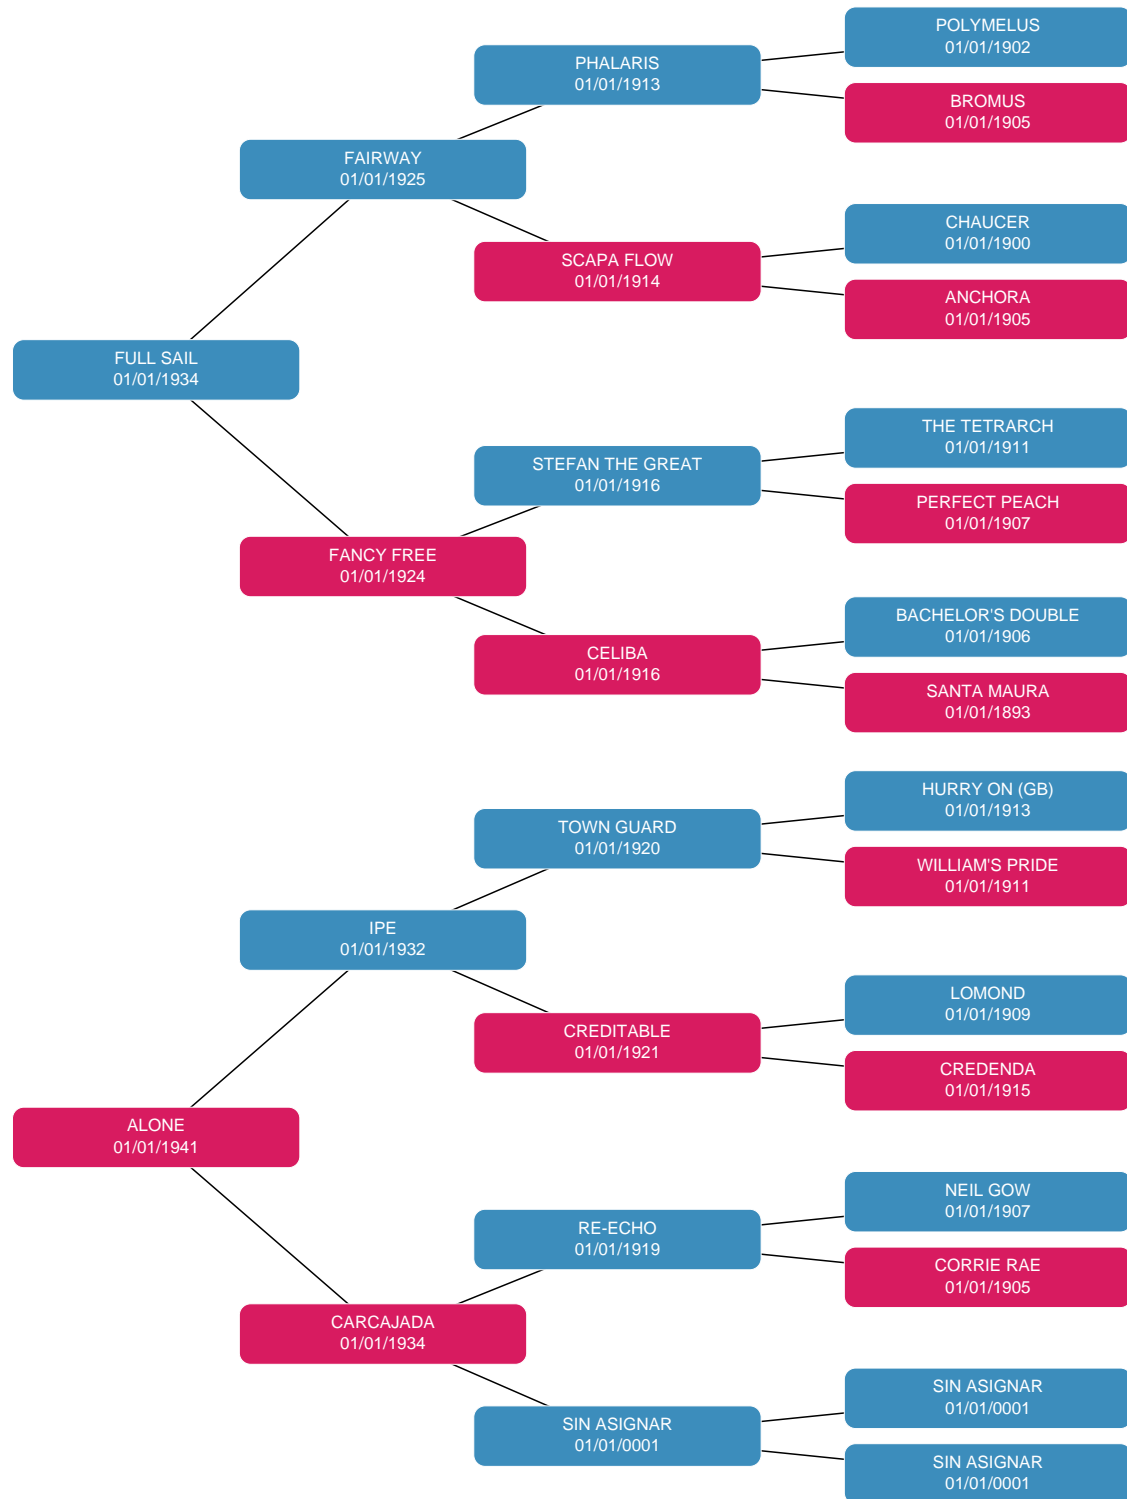 POLYMELUS
01/01/1902
PHALARIS
01/01/1913
BROMUS
01/01/1905
FAIRWAY
01/01/1925
CHAUCER
01/01/1900
SCAPA FLOW
01/01/1914
ANCHORA
01/01/1905
FULL SAIL
01/01/1934
THE TETRARCH
01/01/1911
STEFAN THE GREAT
01/01/1916
PERFECT PEACH
01/01/1907
FANCY FREE
01/01/1924
BACHELOR'S DOUBLE
01/01/1906
CELIBA
01/01/1916
SANTA MAURA
01/01/1893
HURRY ON (GB)
01/01/1913
TOWN GUARD
01/01/1920
WILLIAM'S PRIDE
01/01/1911
IPE
01/01/1932
LOMOND
01/01/1909
CREDITABLE
01/01/1921
CREDENDA
01/01/1915
ALONE
01/01/1941
NEIL GOW
01/01/1907
RE-ECHO
01/01/1919
CORRIE RAE
01/01/1905
CARCAJADA
01/01/1934
SIN ASIGNAR
01/01/0001
SIN ASIGNAR
01/01/0001
SIN ASIGNAR
01/01/0001